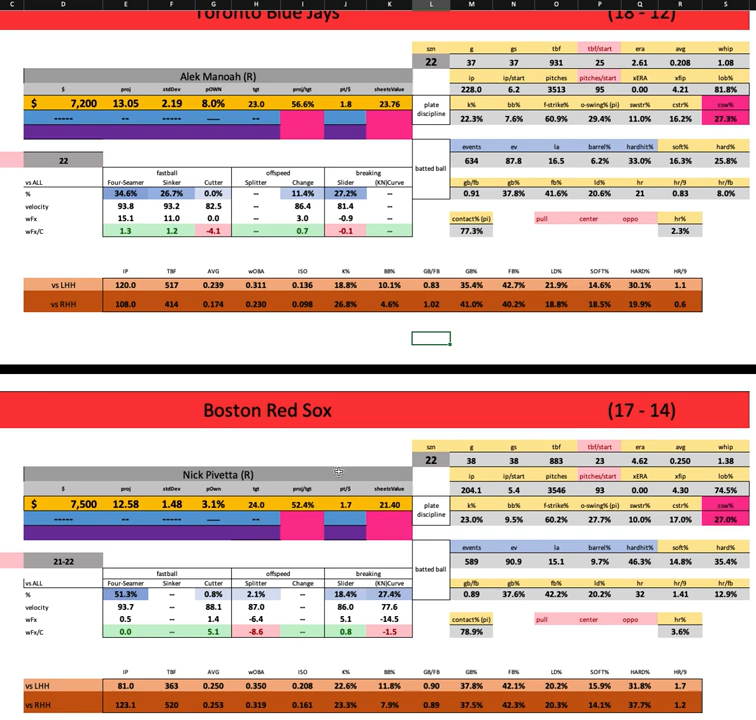 C D E F G H I J K L M N O P Q R S
Toronto Blue Jays (18 - 12)
szn g gs tbf tbf/start era avg whip
22 37 37 931 25 2.61 0.208 1.08
Alek Manoah (R) ip ip/start pitches pitches/start xERA xfip lob%
$ proj stdDev pOWN tgt proj/tgt pt/$ sheetsValue 228.0 6.2 3513 95 0.00 4.21 81.8%
$ 7,200 13.05 2.19 8.0% 23.0 56.6% 1.8 23.76 plate discipline k% bb% f-strike% o-swing% (pi) swstr% cstr% csw%
----- -- ----- — -- 22.3% 7.6% 60.9% 29.4% 11.0% 16.2% 27.3%
batted ball events ev la barrel% hardhit% soft% hard%
22 634 87.8 16.5 6.2% 33.0% 16.3% 25.8%
fastball offspeed breaking
vs ALL Four-Seamer Sinker Cutter Splitter Change Slider (KN)Curve gb/fb gb% fb% ld% hr hr/9 hr/fb
% 34.6% 26.7% 0.0% -- 11.4% 27.2% -- 0.91 37.8% 41.6% 20.6% 21 0.83 8.0%
velocity 93.8 93.2 82.5 -- 86.4 81.4 --
wFx 15.1 11.0 0.0 -- 3.0 -0.9 -- contact% (pi) pull center oppo hr%
wFx/C 1.3 1.2 -4.1 -- 0.7 -0.1 -- 77.3% 2.3%
IP TBF AVG wOBA ISO K% BB% GB/FB GB% FB% LD% SOFT% HARD% HR/9
vs LHH 120.0 517 0.239 0.311 0.136 18.8% 10.1% 0.83 35.4% 42.7% 21.9% 14.6% 30.1% 1.1
vs RHH 108.0 414 0.174 0.230 0.098 26.8% 4.6% 1.02 41.0% 40.2% 18.8% 18.5% 19.9% 0.6
Boston Red Sox (17 - 14)
szn g gs tbf tbf/start era avg whip
22 38 38 883 23 4.62 0.250 1.38
Nick Pivetta (R) ip ip/start pitches pitches/start xERA xfip lob%
$ proj stdDev pOwn tgt proj/tgt pt/$ sheetsValue 204.1 5.4 3546 93 0.00 4.30 74.5%
$ 7,500 12.58 1.48 3.1% 24.0 52.4% 1.7 21.40 plate discipline k% bb% f-strike% o-swing% (pi) swstr% cstr% csw%
----- -- ----- — -- 23.0% 9.5% 60.2% 27.7% 10.0% 17.0% 27.0%
batted ball events ev la barrel% hardhit% soft% hard%
21-22 589 90.9 15.1 9.7% 46.3% 14.8% 35.4%
fastball offspeed breaking
vs ALL Four-Seamer Sinker Cutter Splitter Change Slider (KN)Curve gb/fb gb% fb% ld% hr hr/9 hr/fb
% 51.3% -- 0.8% 2.1% -- 18.4% 27.4% 0.89 37.6% 42.2% 20.2% 32 1.41 12.9%
velocity 93.7 -- 88.1 87.0 -- 86.0 77.6
wFx 0.5 -- 1.4 -6.4 -- 5.1 -14.5 contact% (pi) pull center oppo hr%
wFx/C 0.0 -- 5.1 -8.6 -- 0.8 -1.5 78.9% 3.6%
IP TBF AVG wOBA ISO K% BB% GB/FB GB% FB% LD% SOFT% HARD% HR/9
vs LHH 81.0 363 0.250 0.350 0.208 22.6% 11.8% 0.90 37.8% 42.1% 20.2% 15.9% 31.8% 1.7
vs RHH 123.1 520 0.253 0.319 0.161 23.3% 7.9% 0.89 37.5% 42.3% 20.3% 14.1% 37.7% 1.2